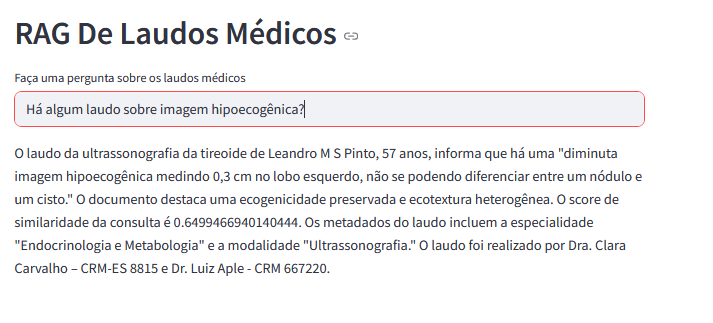 RAG De Laudos Médicos
Faça uma pergunta sobre os laudos médicos
Há algum laudo sobre imagem hipoecogênica?
O laudo da ultrassonografia da tireoide de Leandro M S Pinto, 57 anos, informa que há uma "diminuta
imagem hipoecogênica medindo 0,3 cm no lobo esquerdo, não se podendo diferenciar entre um nódulo e
um cisto." O documento destaca uma ecogenicidade preservada e ecotextura heterogênea. O score de
similaridade da consulta é 0.6499466940140444. Os metadados do laudo incluem a especialidade
"Endocrinologia e Metabologia" e a modalidade "Ultrassonografia." O laudo foi realizado por Dra. Clara
Carvalho – CRM-ES 8815 e Dr. Luiz Aple - CRM 667220.